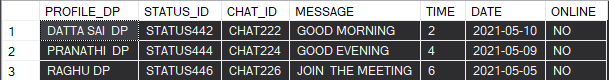 PROFILE_DP STATUS_ID CHAT_ID MESSAGE TIME DATE ONLINE
1 DATTA SAI DP STATUS442 CHAT222 GOOD MORNING 2 2021-05-10 NO
2 PRANATHI DP STATUS444 CHAT224 GOOD EVENING 4 2021-05-09 NO
3 RAGHU DP STATUS446 CHAT226 JOIN THE MEETING 6 2021-05-05 NO